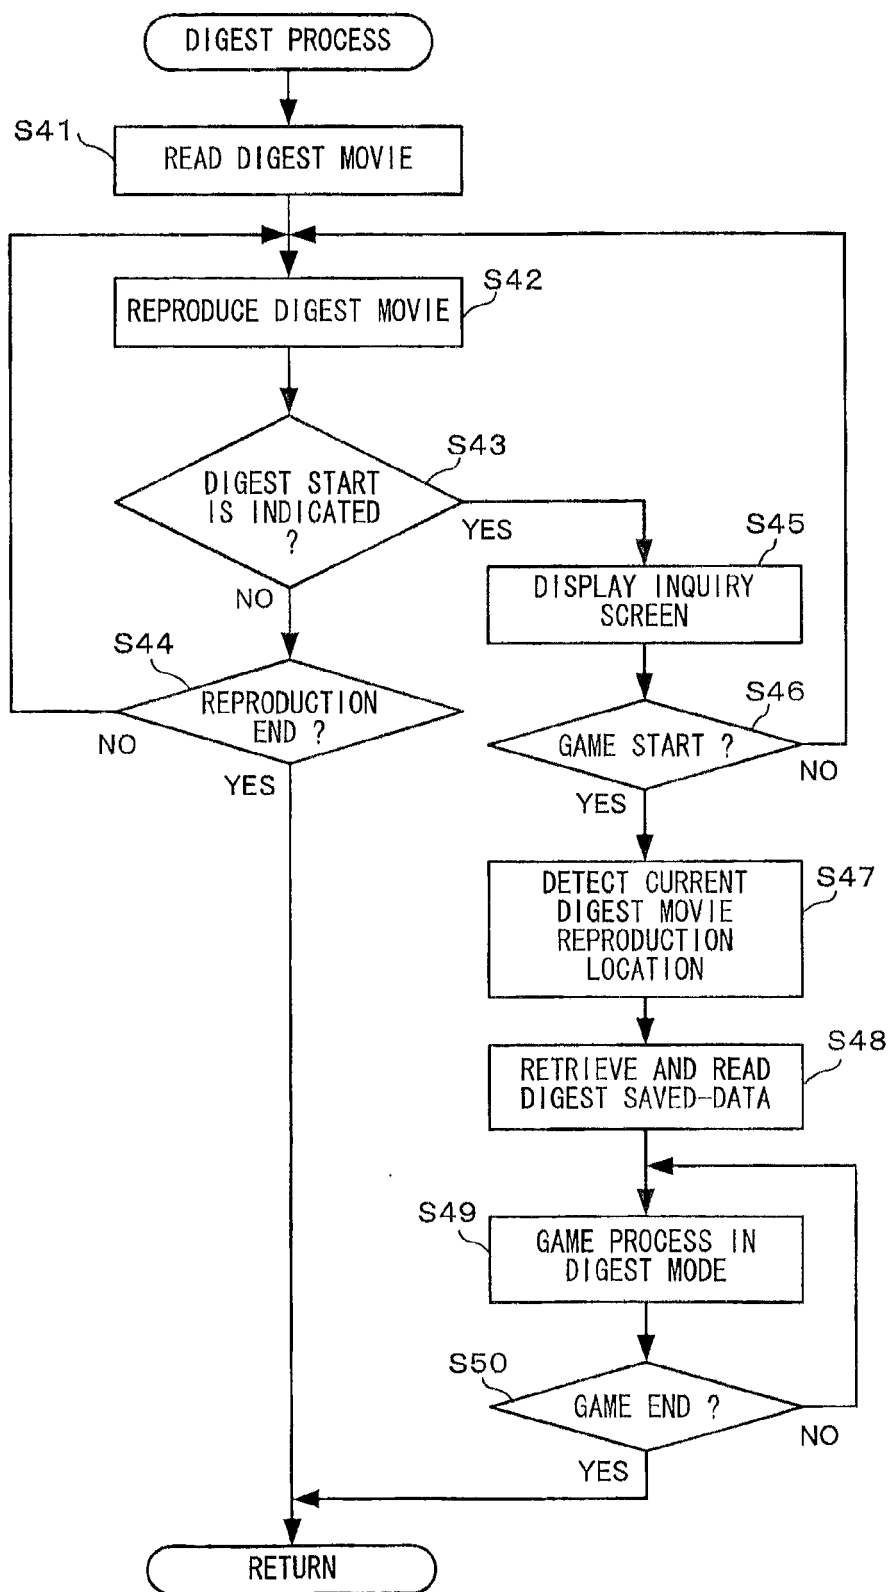 DIGEST PROCESS
S41
READ DIGEST MOVIE
S42
REPRODUCE DIGEST MOVIE
S43
DIGEST START
IS INDICATED
?
YES
NO
S44
REPRODUCTION
END ?
NO
YES
S45
DISPLAY INQUIRY
SCREEN
S46
GAME START ?
NO
YES
S47
DETECT CURRENT
DIGEST MOVIE
REPRODUCTION
LOCATION
S48
RETRIEVE AND READ
DIGEST SAVED-DATA
S49
GAME PROCESS IN
DIGEST MODE
S50
GAME END ?
NO
YES
RETURN